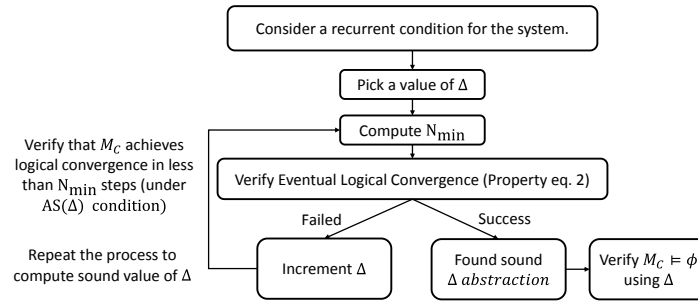 Consider a recurrent condition for the system.
Pick a value of Δ
Compute N_min
Verify that M_C achieves
logical convergence in less
than N_min steps (under
AS(Δ) condition)
Verify Eventual Logical Convergence (Property eq. 2)
Failed
Success
Repeat the process to
compute sound value of Δ
Increment Δ
Found sound
Δ abstraction
Verify M_C ⊨ ϕ
using Δ